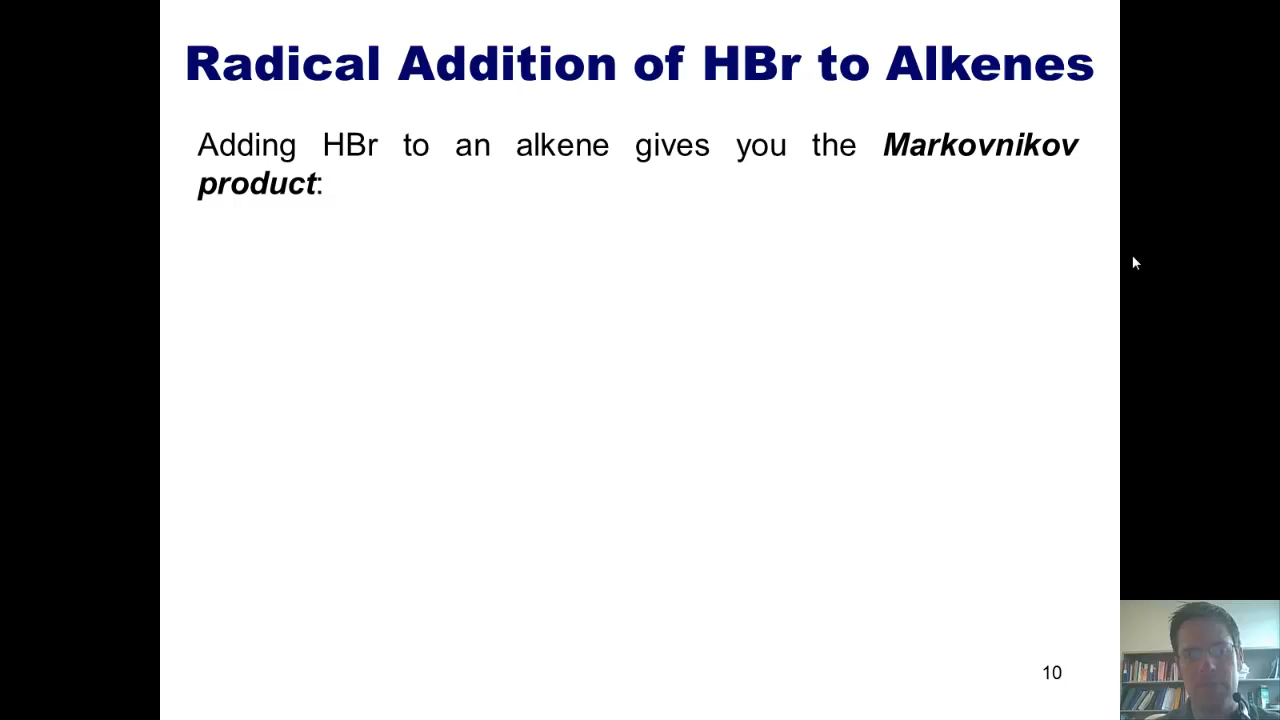 Radical Addition of HBr to Alkenes
Adding HBr to an alkene gives you the Markovnikov
product:
10